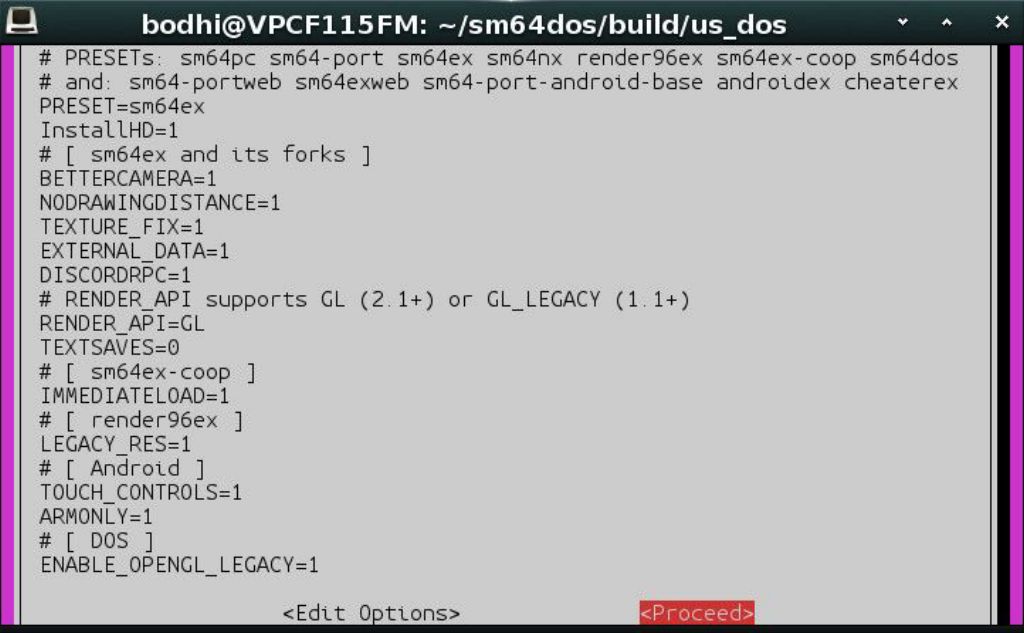 bodhi@VPCF115FM: ~/sm64dos/build/us_dos
# PRESETs: sm64pc sm64-port sm64ex sm64nx render96ex sm64ex-coop sm64dos
# and: sm64-portweb sm64exweb sm64-port-android-base androidex cheaterex
PRESET=sm64ex
InstallHD=1
# [ sm64ex and its forks ]
BETTERCAMERA=1
NODRAWINGDISTANCE=1
TEXTURE_FIX=1
EXTERNAL_DATA=1
DISCORDRPC=1
# RENDER_API supports GL (2.1+) or GL_LEGACY (1.1+)
RENDER_API=GL
TEXTSAVES=0
# [ sm64ex-coop ]
IMMEDIATELOAD=1
# [ render96ex ]
LEGACY_RES=1
# [ Android ]
TOUCH_CONTROLS=1
ARMONLY=1
# [ DOS ]
ENABLE_OPENGL_LEGACY=1
<Edit Options> <Proceed>